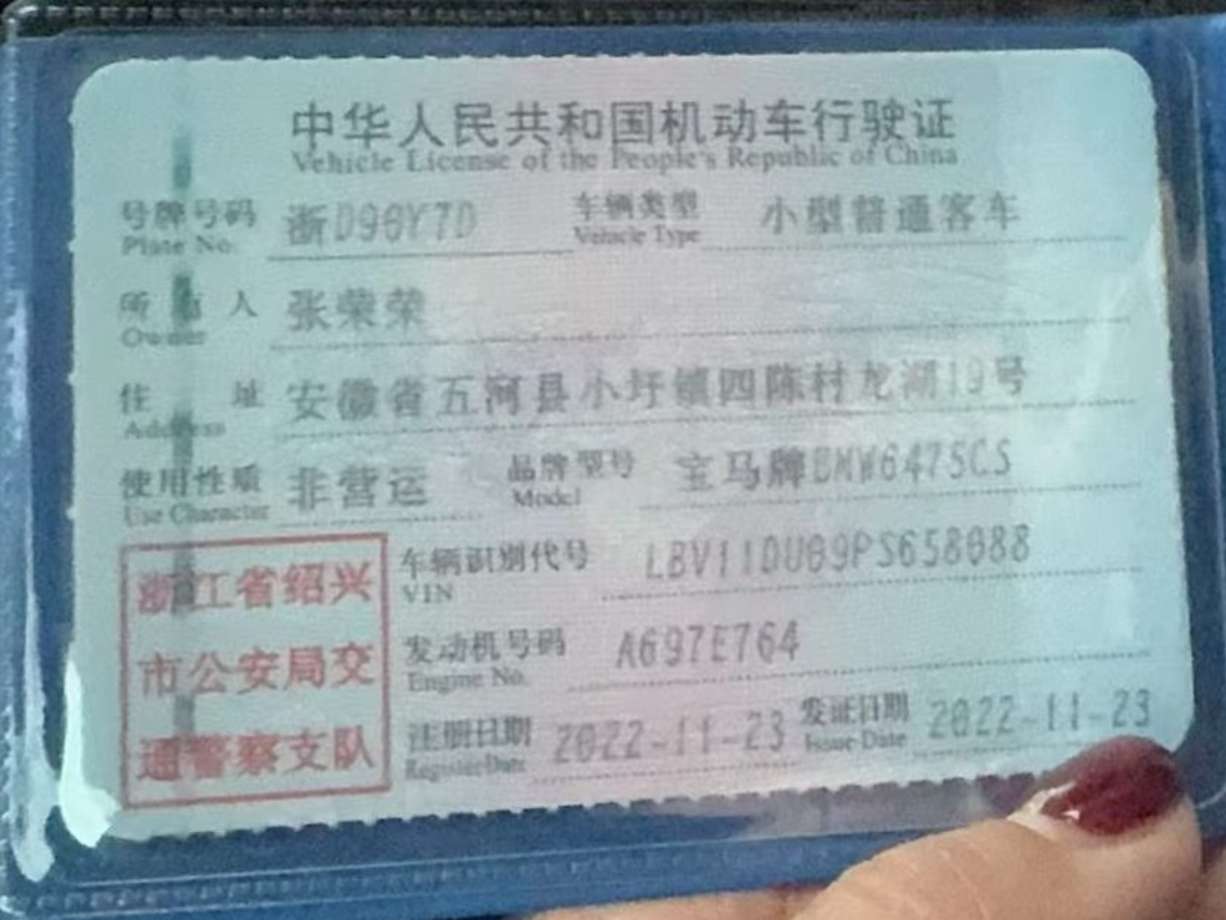 中华人民共和国机动车行驶证
Vehicle License of the People's Republic of China
号牌号码 浙D90Y7D 车辆类型 小型普通客车
Plate No. Vehicle Type
所有人 张荣荣
Owner
住址 安徽省五河县小圩镇四陈村龙湖19号
Address
使用性质 非营运 品牌型号 宝马牌BMW6475CS
Use Character Model
浙江省绍兴
市公安局交
通警察支队
车辆识别代号 LBV11DU09PS658088
VIN
发动机号码 A697E764
Engine No.
注册日期 2022-11-23 发证日期 2022-11-23
Register Date Issue Date